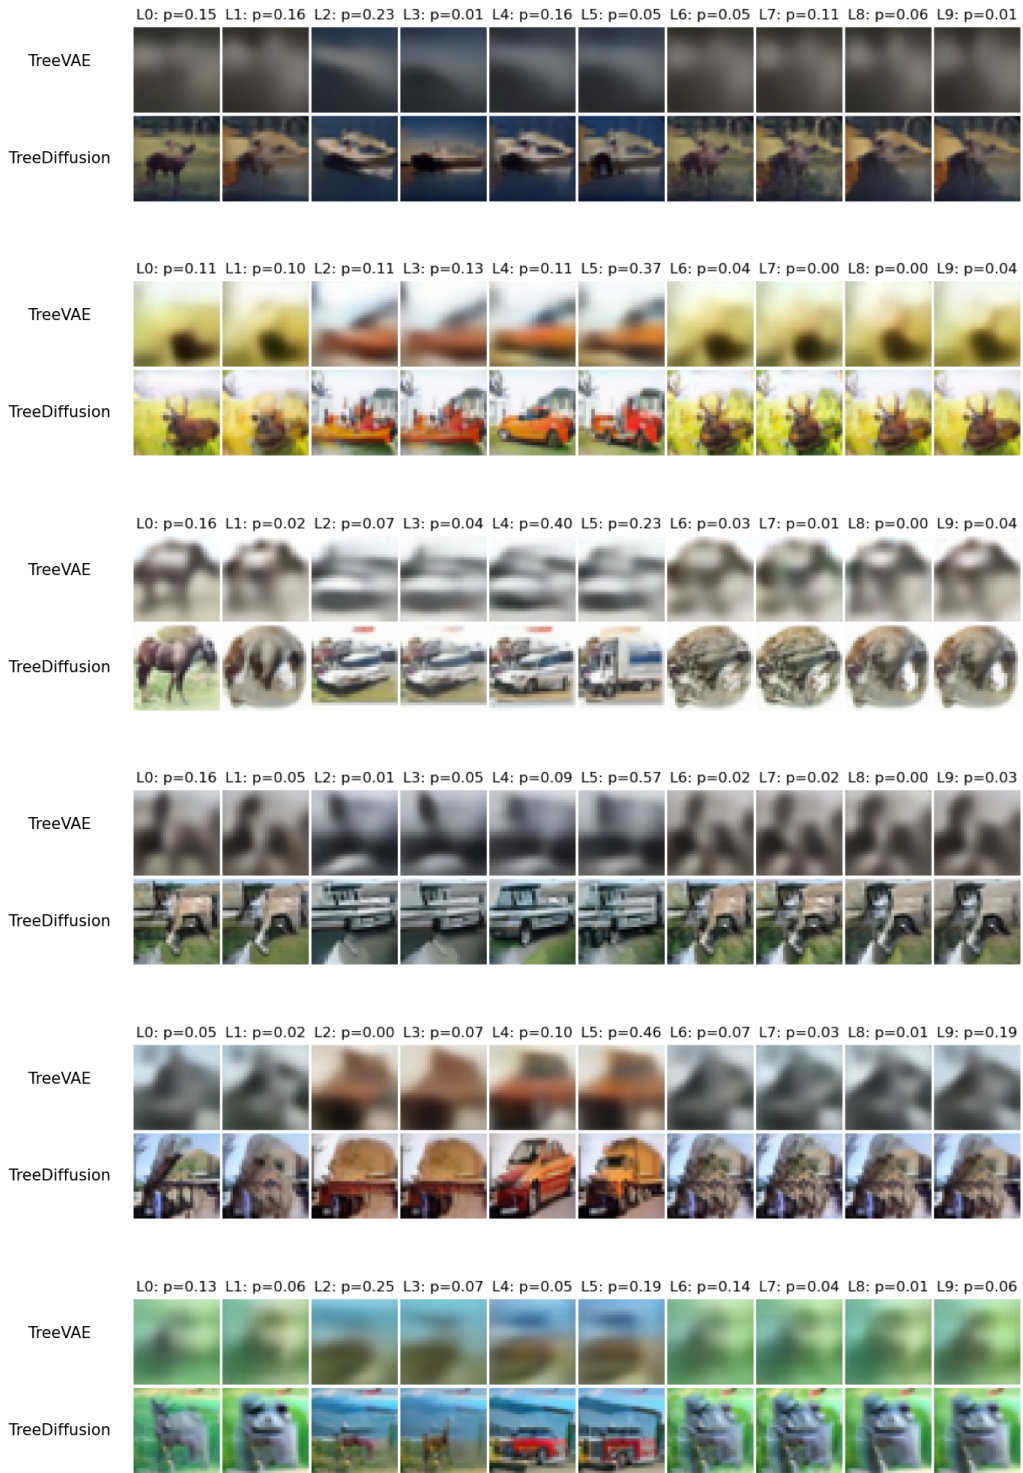 L0: p=0.15 L1: p=0.16 L2: p=0.23 L3: p=0.01 L4: p=0.16 L5: p=0.05 L6: p=0.05 L7: p=0.11 L8: p=0.06 L9: p=0.01
TreeVAE
TreeDiffusion
L0: p=0.11 L1: p=0.10 L2: p=0.11 L3: p=0.13 L4: p=0.11 L5: p=0.37 L6: p=0.04 L7: p=0.00 L8: p=0.00 L9: p=0.04
TreeVAE
TreeDiffusion
L0: p=0.16 L1: p=0.02 L2: p=0.07 L3: p=0.04 L4: p=0.40 L5: p=0.23 L6: p=0.03 L7: p=0.01 L8: p=0.00 L9: p=0.04
TreeVAE
TreeDiffusion
L0: p=0.16 L1: p=0.05 L2: p=0.01 L3: p=0.05 L4: p=0.09 L5: p=0.57 L6: p=0.02 L7: p=0.02 L8: p=0.00 L9: p=0.03
TreeVAE
TreeDiffusion
L0: p=0.05 L1: p=0.02 L2: p=0.00 L3: p=0.07 L4: p=0.10 L5: p=0.46 L6: p=0.07 L7: p=0.03 L8: p=0.01 L9: p=0.19
TreeVAE
TreeDiffusion
L0: p=0.13 L1: p=0.06 L2: p=0.25 L3: p=0.07 L4: p=0.05 L5: p=0.19 L6: p=0.14 L7: p=0.04 L8: p=0.01 L9: p=0.06
TreeVAE
TreeDiffusion